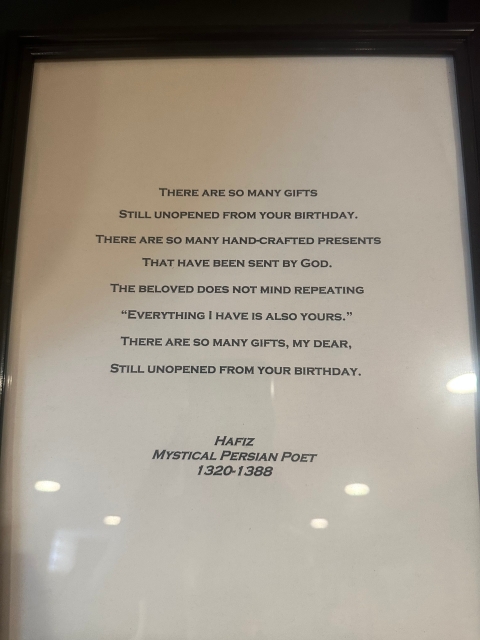 THERE ARE SO MANY GIFTS
STILL UNOPENED FROM YOUR BIRTHDAY.
THERE ARE SO MANY HAND-CRAFTED PRESENTS
THAT HAVE BEEN SENT BY GOD.
THE BELOVED DOES NOT MIND REPEATING
“EVERYTHING I HAVE IS ALSO YOURS.”
THERE ARE SO MANY GIFTS, MY DEAR,
STILL UNOPENED FROM YOUR BIRTHDAY.
HAFIZ
MYSTICAL PERSIAN POET
1320-1388